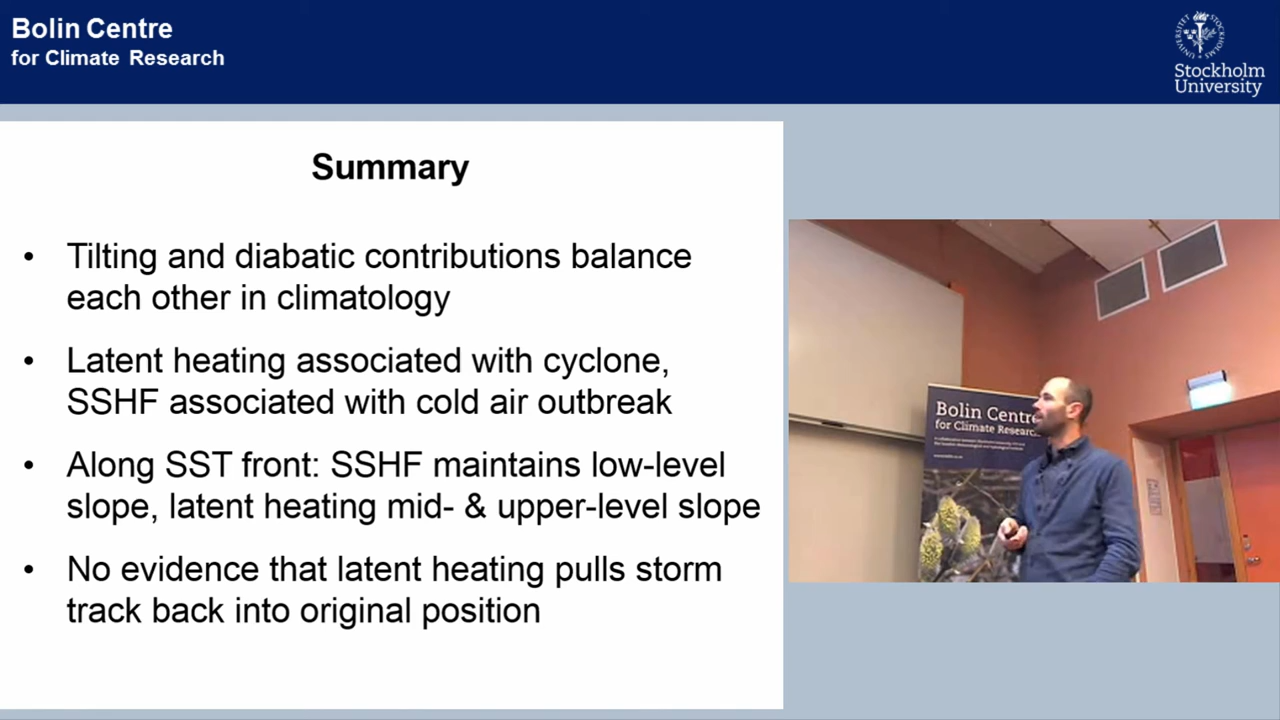 Bolin Centre
for Climate Research
Stockholm
University
Summary
• Tilting and diabatic contributions balance
each other in climatology
• Latent heating associated with cyclone,
SSHF associated with cold air outbreak
• Along SST front: SSHF maintains low-level
slope, latent heating mid- & upper-level slope
• No evidence that latent heating pulls storm
track back into original position
Bolin Centre
for Climate Research